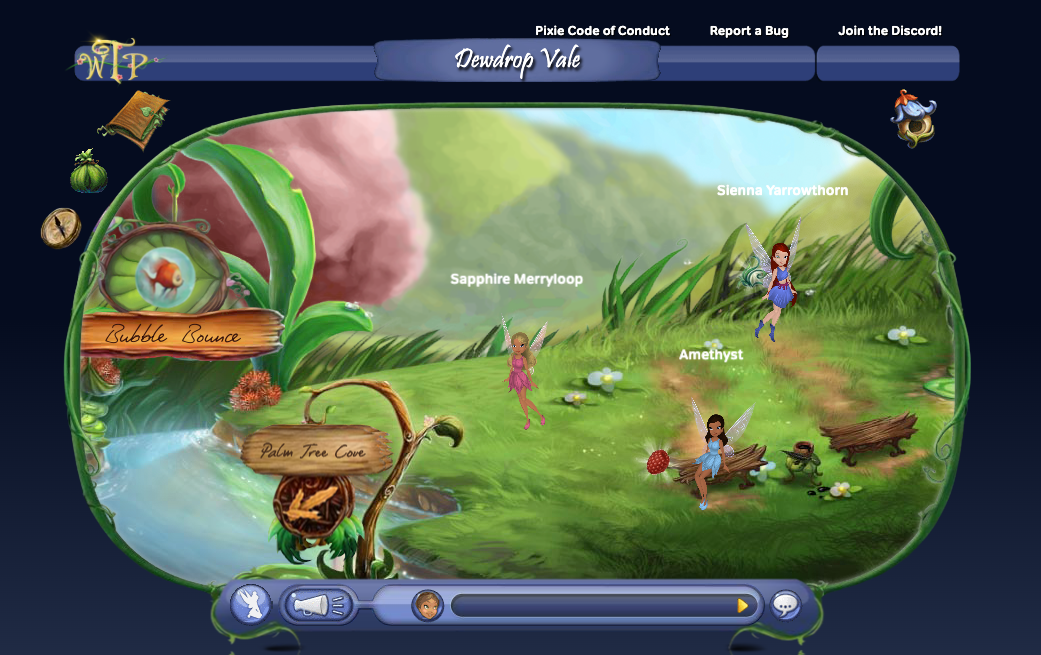 Pixie Code of Conduct
Report a Bug
Join the Discord!
WTP
Dewdrop Vale
Sienna Yarrowthorn
Sapphire Merryloop
Bubble Bounce
Amethyst
Palm Tree Cove